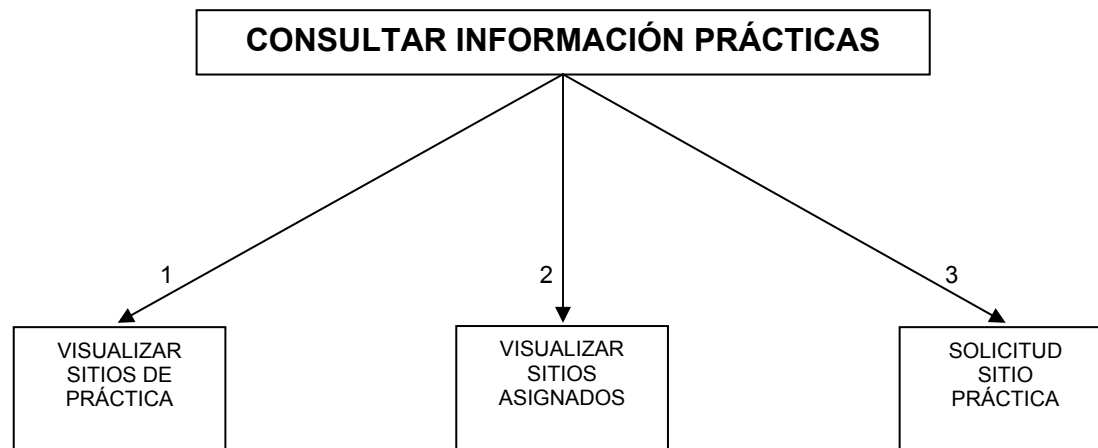 CONSULTAR INFORMACIÓN PRÁCTICAS
1
2
3
VISUALIZAR
SITIOS DE
PRÁCTICA
VISUALIZAR
SITIOS
ASIGNADOS
SOLICITUD
SITIO
PRÁCTICA